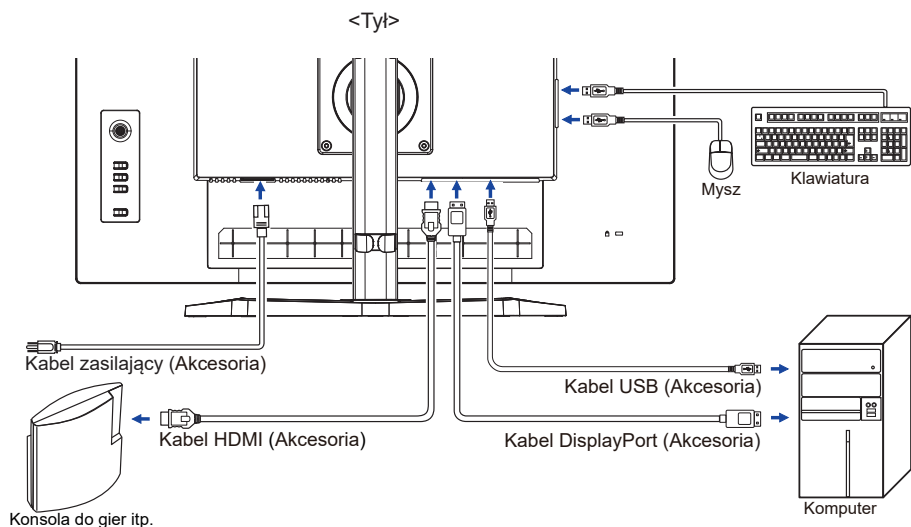 <Tył>
Mysz
Klawiatura
Kabel zasilający (Akcesoria)
Kabel USB (Akcesoria)
Kabel HDMI (Akcesoria)
Kabel DisplayPort (Akcesoria)
Komputer
Konsola do gier itp.